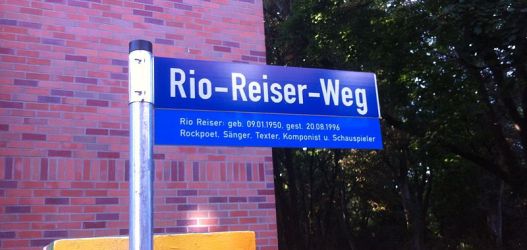 Rio-Reiser-Weg
Rio Reiser: geb. 09.01.1950, gest. 20.08.1996
Rockpoet, Sänger, Texter, Komponist u. Schauspieler